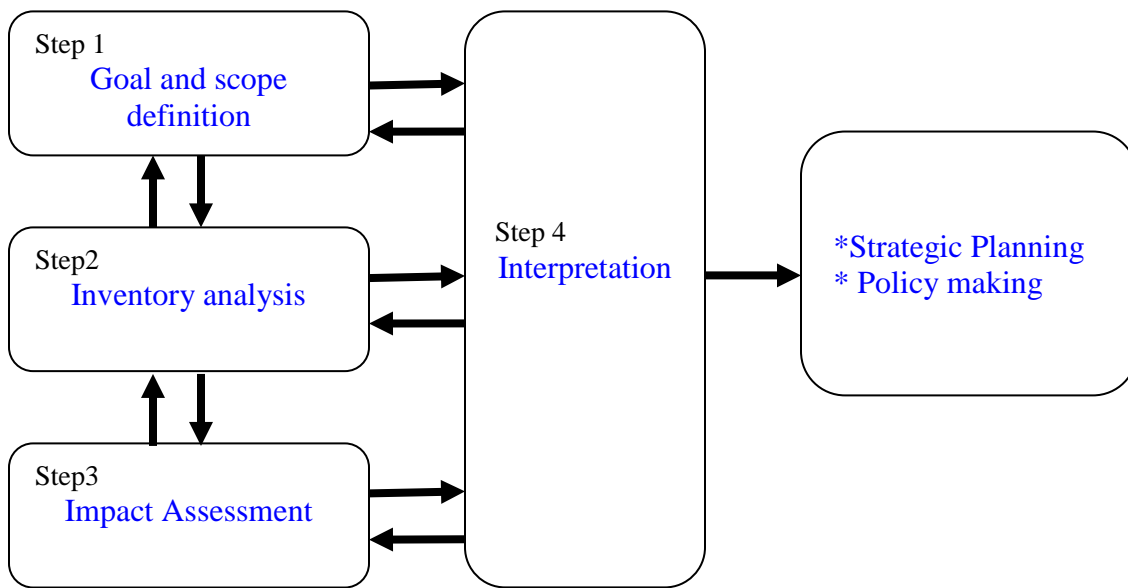 Step 1
Goal and scope
definition
Step2
Inventory analysis
Step3
Impact Assessment
Step 4
Interpretation
*Strategic Planning
* Policy making